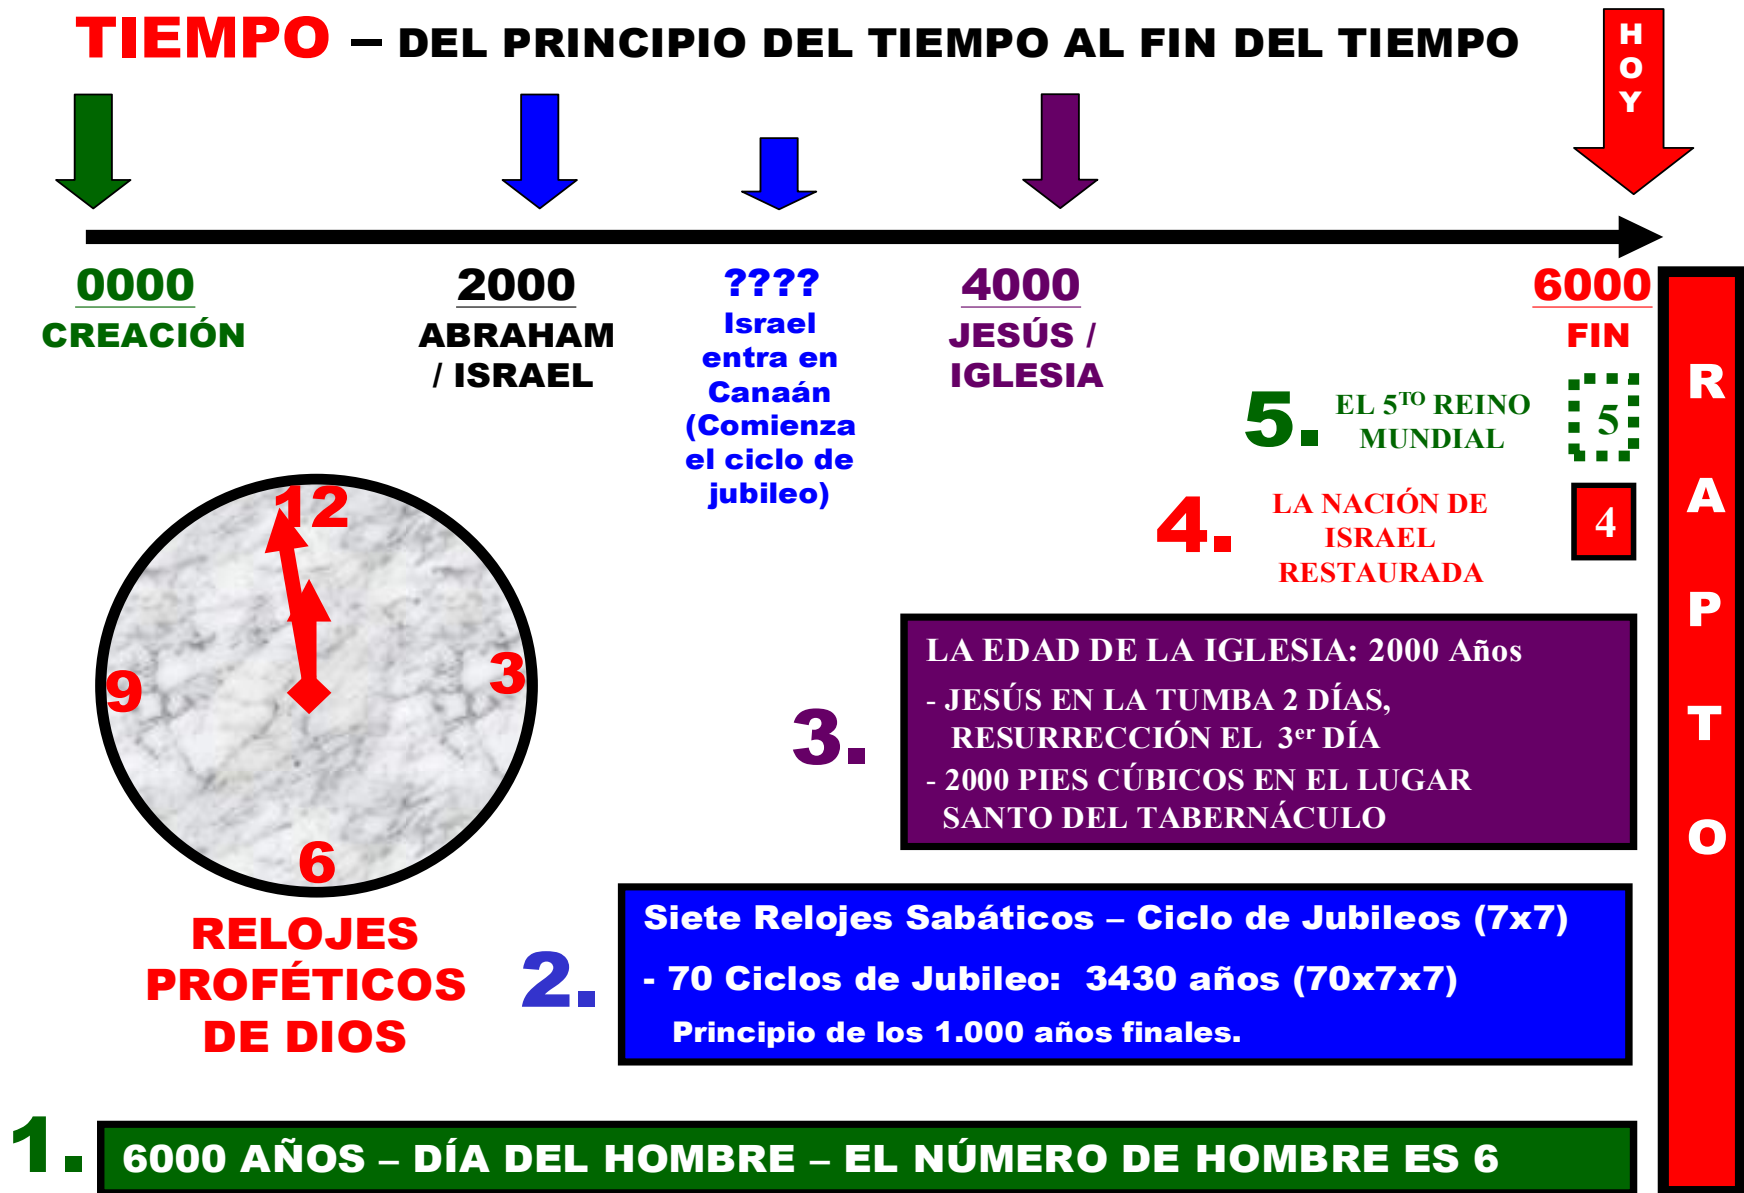 TIEMPO – DEL PRINCIPIO DEL TIEMPO AL FIN DEL TIEMPO
H
O
Y
0000
CREACIÓN
2000
ABRAHAM
/ ISRAEL
????
Israel
entra en
Canaán
(Comienza
el ciclo de
jubileo)
4000
JESÚS /
IGLESIA
6000
FIN
5. EL 5TO REINO
MUNDIAL
5
4. LA NACIÓN DE
ISRAEL
RESTAURADA
4
R
A
P
T
O
12
3
6
9
RELOJES
PROFÉTICOS
DE DIOS
3.
LA EDAD DE LA IGLESIA: 2000 Años
- JESÚS EN LA TUMBA 2 DÍAS,
RESURRECCIÓN EL 3er DÍA
- 2000 PIES CÚBICOS EN EL LUGAR
SANTO DEL TABERNÁCULO
2.
Siete Relojes Sabáticos – Ciclo de Jubileos (7x7)
- 70 Ciclos de Jubileo: 3430 años (70x7x7)
Principio de los 1.000 años finales.
1. 6000 AÑOS – DÍA DEL HOMBRE – EL NÚMERO DE HOMBRE ES 6